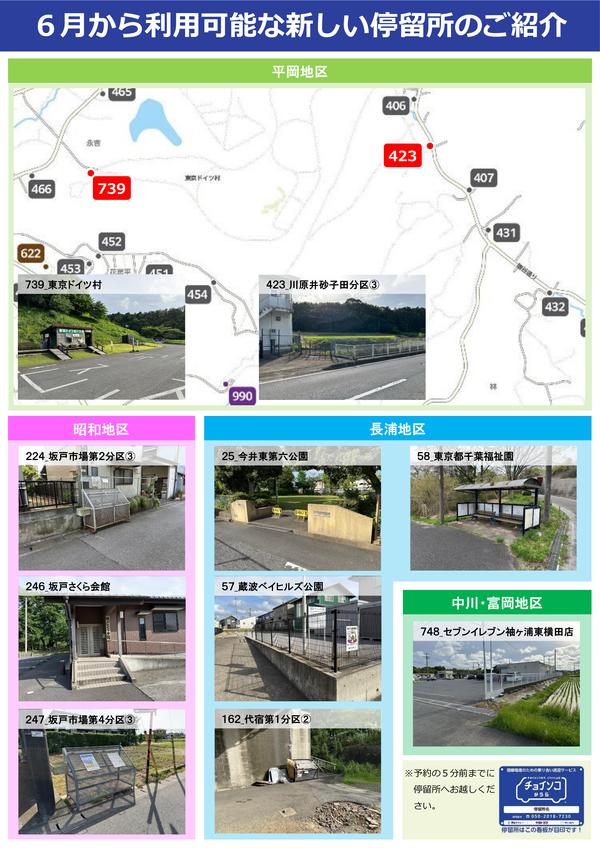 ６月から利用可能な新しい停留所のご紹介
平岡地区
465
406
永吉
423
407
東京ドイツ村
466
739
431
452
622
453
451
454
432
739_東京ドイツ村
423_川原井砂子田分区③
990
林
昭和地区
長浦地区
224_坂戸市場第2分区③
25_今井東第六公園
58_東京都千葉福祉園
246_坂戸さくら会館
57_蔵波ベイヒルズ公園
中川・富岡地区
748_セブンイレブン袖ヶ浦東横田店
247_坂戸市場第4分区③
162_代宿第1分区②
※予約の５分前までに
停留所へお越しくだ
さい。
チョイソコ
がうら
停留所名
050-2018-7230
停留所はこの看板が目印です！